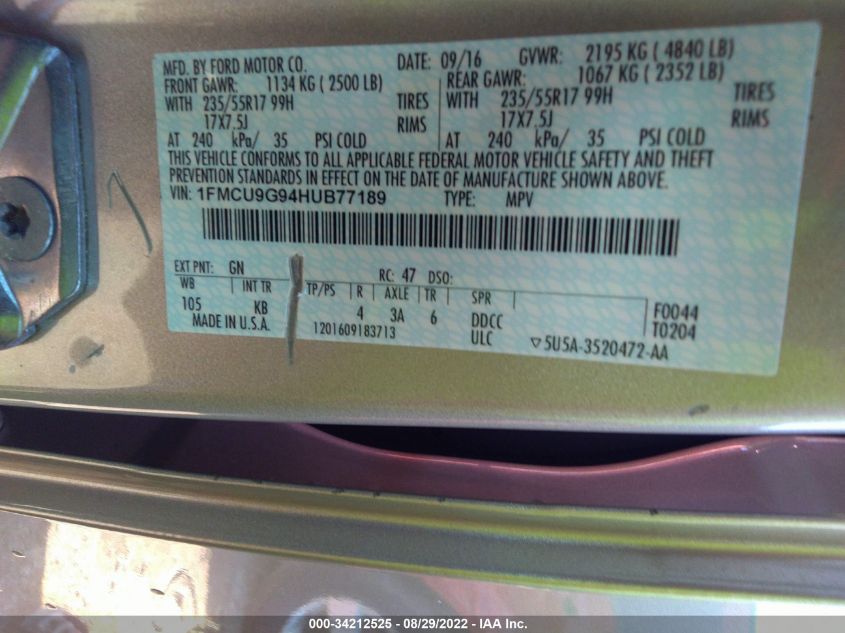 MFD. BY FORD MOTOR CO. DATE: 09/16 GVWR: 2195 KG ( 4840 LB)
FRONT GAWR: 1134 KG ( 2500 LB) REAR GAWR: 1067 KG ( 2352 LB)
WITH 235/55R17 99H TIRES WITH 235/55R17 99H TIRES
17X7.5J RIMS 17X7.5J RIMS
AT 240 kPa/ 35 PSI COLD AT 240 kPa/ 35 PSI COLD
THIS VEHICLE CONFORMS TO ALL APPLICABLE FEDERAL MOTOR VEHICLE SAFETY AND THEFT
PREVENTION STANDARDS IN EFFECT ON THE DATE OF MANUFACTURE SHOWN ABOVE.
VIN: 1FMCU9G94HUB77189 TYPE: MPV
EXT PNT: GN RC: 47 DSO:
WB INT TR TP/PS R AXLE TR SPR
105 KB 4 3A 6 DDCC F0044
MADE IN U.S.A. 1201609183713 ULC ▽5U5A-3520472-AA T0204
000-34212525 - 08/29/2022 - IAA Inc.